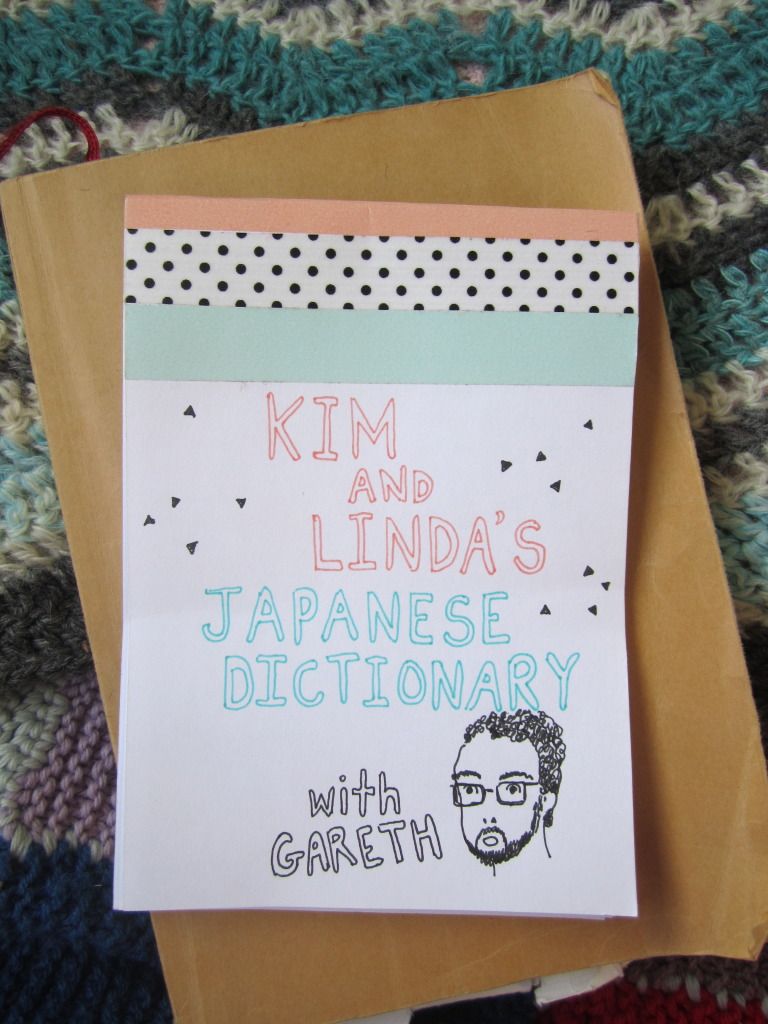 KIM
AND
LINDA'S
JAPANESE
DICTIONARY
with
GARETH